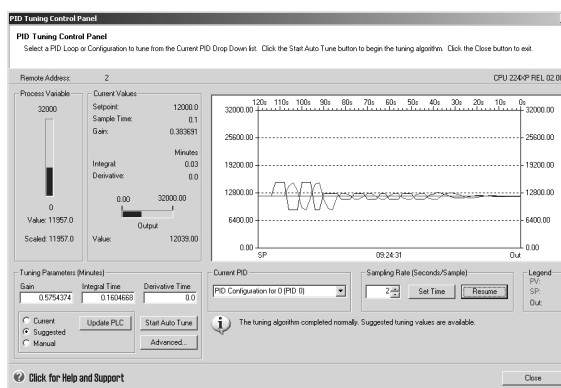 PID Tuning Control Panel
PID Tuning Control Panel
Select a PID Loop or Configuration to tune from the Current PID Drop Down list. Click the Start Auto Tune button to begin the tuning algorithm. Click the Close button to exit.
Remote Address: 2
CPU 224XP REL 02.00
Process Variable
32000
0
Value: 11957.0
Scaled: 11957.0
Current Values
Setpoint: 12000.0
Sample Time: 0.1
Gain: 0.383691
Minutes
Integral: 0.03
Derivative: 0.0
0.00 32000.00
Output
Value: 12039.00
120s 110s 100s 90s 80s 70s 60s 50s 40s 30s 20s 10s 0s
32000.00 32000.00
25600.00 25600.00
19200.00 19200.00
12800.00 12800.00
6400.00 6400.00
0.00 0.00
SP 09:24:31 Out
Tuning Parameters (Minutes)
Gain Integral Time Derivative Time
0.5754374 0.1604668 0.0
Current
Suggested
Manual
Update PLC
Start Auto Tune
Advanced...
Current PID
PID Configuration for 0 (PID 0)
Sampling Rate (Seconds/Sample)
2 Set Time Resume
Legend
PV:
SP:
Out:
The tuning algorithm completed normally. Suggested tuning values are available.
Click for Help and Support
Close